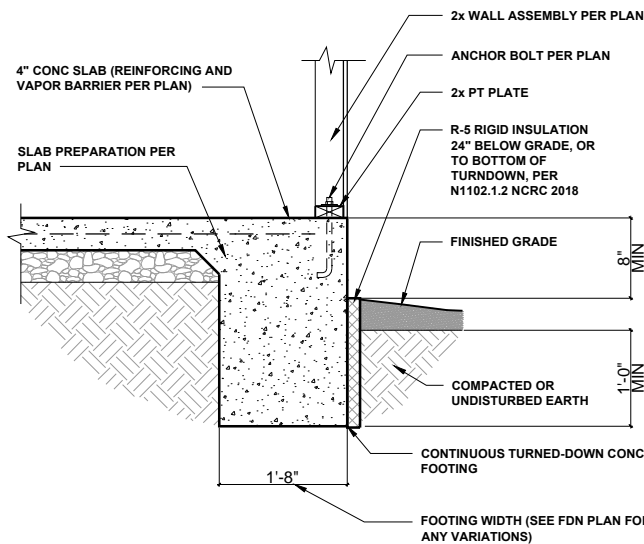 2x WALL ASSEMBLY PER PLAN
ANCHOR BOLT PER PLAN
4" CONC SLAB (REINFORCING AND
VAPOR BARRIER PER PLAN)
2x PT PLATE
R-5 RIGID INSULATION
24" BELOW GRADE, OR
TO BOTTOM OF
TURNDOWN, PER
N1102.1.2 NCRC 2018
SLAB PREPARATION PER
PLAN
FINISHED GRADE
8"
MIN
COMPACTED OR
UNDISTURBED EARTH
1'-0"
MIN
CONTINUOUS TURNED-DOWN CONC
FOOTING
1'-8"
FOOTING WIDTH (SEE FDN PLAN FOR
ANY VARIATIONS)